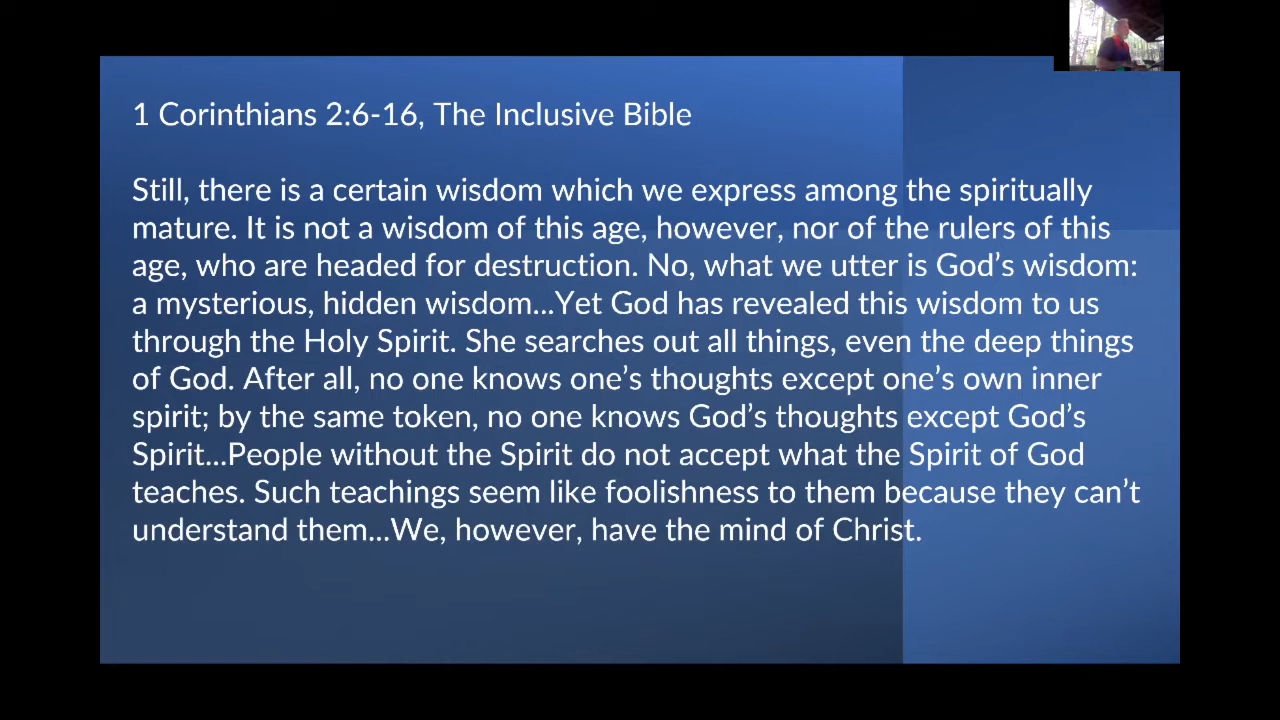 1 Corinthians 2:6-16, The Inclusive Bible
Still, there is a certain wisdom which we express among the spiritually
mature. It is not a wisdom of this age, however, nor of the rulers of this
age, who are headed for destruction. No, what we utter is God’s wisdom:
a mysterious, hidden wisdom...Yet God has revealed this wisdom to us
through the Holy Spirit. She searches out all things, even the deep things
of God. After all, no one knows one’s thoughts except one’s own inner
spirit; by the same token, no one knows God’s thoughts except God’s
Spirit...People without the Spirit do not accept what the Spirit of God
teaches. Such teachings seem like foolishness to them because they can’t
understand them...We, however, have the mind of Christ.